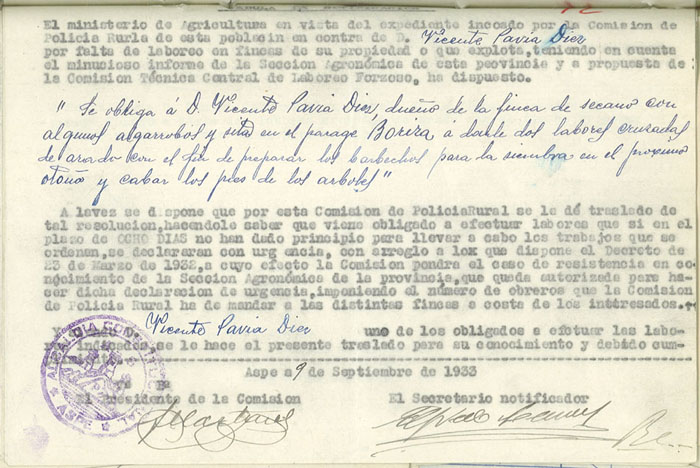 El ministerio de Agricultura en vista del expediente incoado por la Comision de
Policia Rurla de esta poblacin en contra de D. Vicente Pavia Diez
por falta de laboreo en fincas de su propiedad o que explota, teniendo en cuenta
el minucioso informe de la Seccion Agronómica de este provincia y a propuesta de
la Comisión Técnica Central de Laboreo Forzoso, ha dispuesto.
"Se obliga á D. Vicente Pavia Diez, dueño de la finca de secano con
algunos algarrobos y sita en el parage Boriza, a darle dos labores cruzadas
de arado con el fin de preparar los barbechos para la siembra en el próximo
otoño y cabar los pies de los arboles"
A lavez se dispone que por esta Comision de PoliciaRural se le dé traslado de
tal resolucion, haciendole saber que viene obligado a efectuar labores que si en el
plazo de OCHO DIAS no han dado principio para llevar a cabo los trabajos que se
ordenan, se declararan con urgencia, con arreglo a lox que dispone el Decreto de
23 de Marzo de 1932, a cuyo efecto la Comisión pondra el caso de resistencia en co-
nocimiento de la Seccion Agronómica de la provincia, que queda autorizada para ha-
cer dicha declaracion de urgencia, imponiendo el número de obreros que la Comision
de Policia Rural ha de mandar a las distintas fincas a costa de los interesados.
Vicente Pavia Diez uno de los obligados a efectuar las labo-
indicadas, se le hace el presente traslado para su conocimiento y debido cum-
Aspe a 9 de Septiembre de 1933
El Presidente de la Comision
El Secretario notificador
ALCALDIA CONSTITUCIONAL
ASPE